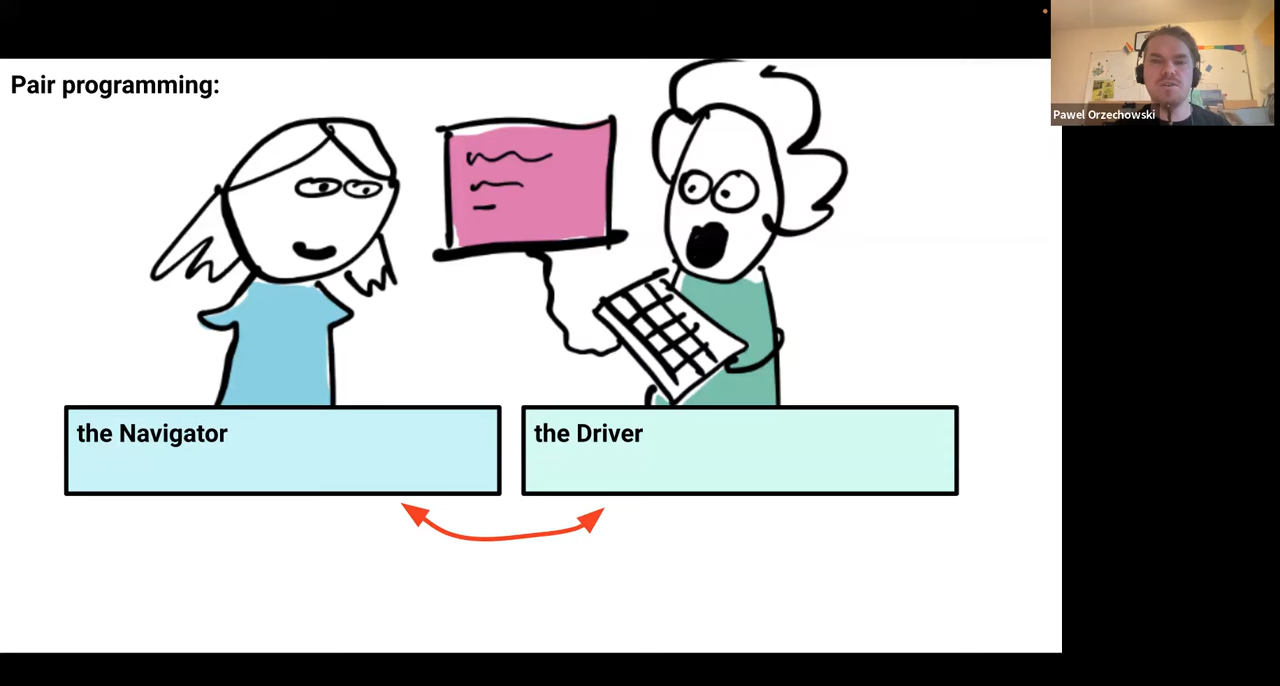 Pair programming:
Pawel Orzechowski
the Navigator
the Driver